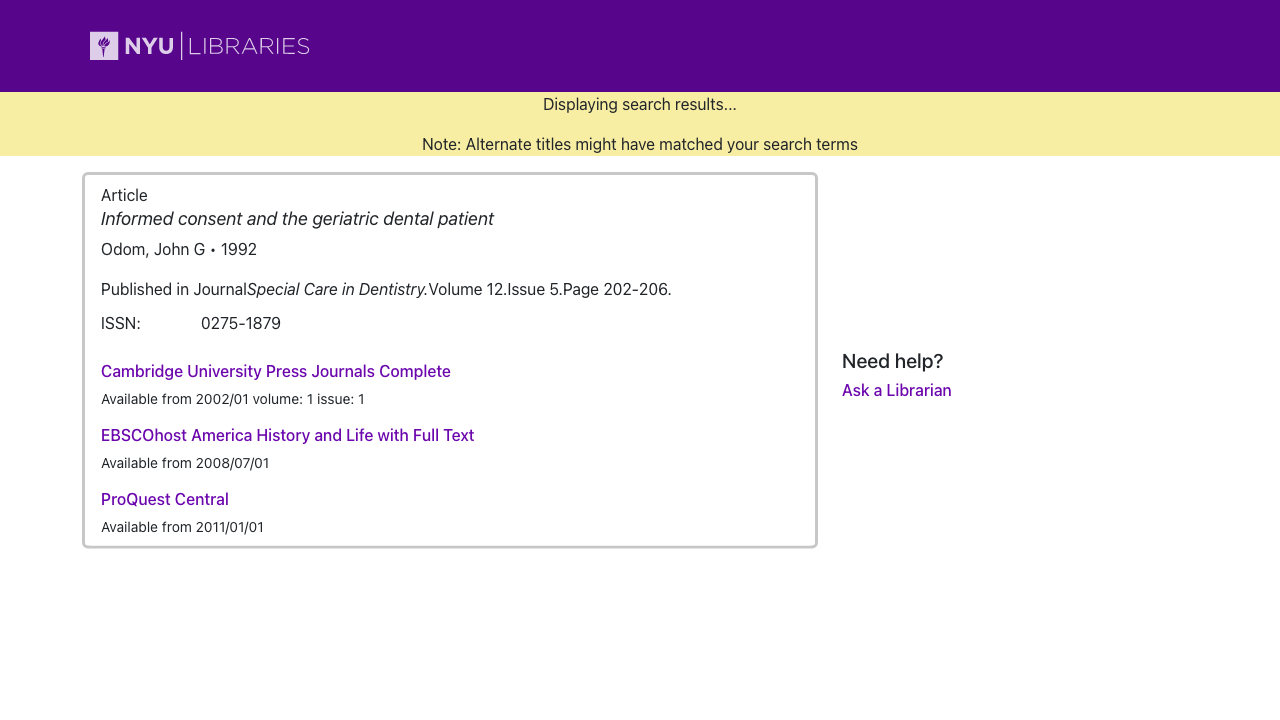 NYU LIBRARIES
Displaying search results...
Note: Alternate titles might have matched your search terms
Article
Informed consent and the geriatric dental patient
Odom, John G • 1992
Published in JournalSpecial Care in Dentistry.Volume 12.Issue 5.Page 202-206.
ISSN: 0275-1879
Cambridge University Press Journals Complete
Available from 2002/01 volume: 1 issue: 1
EBSCOhost America History and Life with Full Text
Available from 2008/07/01
ProQuest Central
Available from 2011/01/01
Need help?
Ask a Librarian